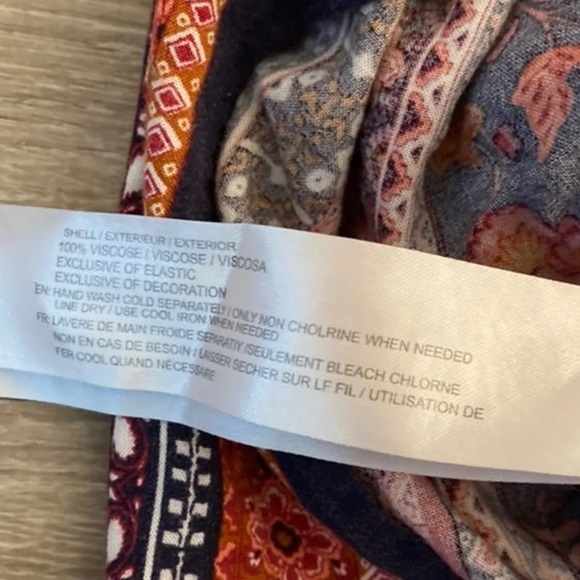 SHELL / EXTERIEUR / EXTERIOR
100% VISCOSE / VISCOSE / VISCOSA
EXCLUSIVE OF ELASTIC
EXCLUSIVE OF DECORATION
EN: HAND WASH COLD SEPARATELY / ONLY NON CHOLRINE WHEN NEEDED
LINE DRY / USE COOL IRON WHEN NEEDED
FR: LAVERE DE MAIN FROIDE SEPARATIY /SEULEMENT BLEACH CHLORNE
NON EN CAS DE BESOIN / LAISSER SECHER SUR LF FIL / UTILISATION DE
FER COOL QUAND NÉCESSARE